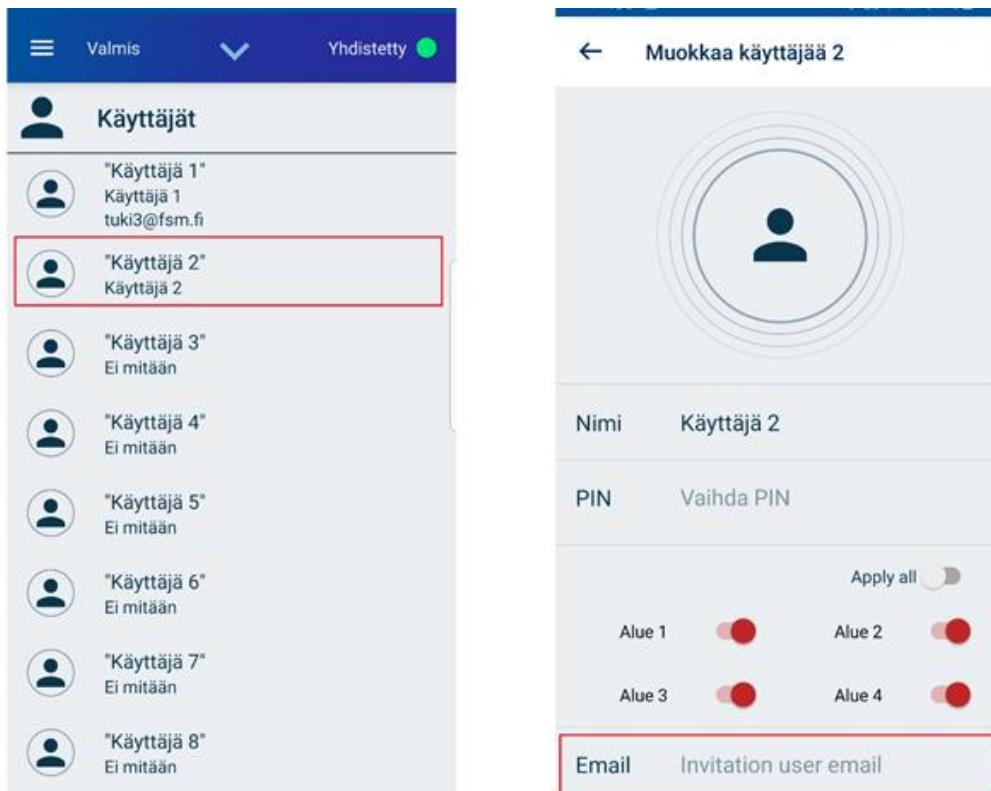 Valmis
Yhdistetty
Käyttäjät
"Käyttäjä 1"
Käyttäjä 1
tuki3@fsm.fi
"Käyttäjä 2"
Käyttäjä 2
"Käyttäjä 3"
Ei mitään
"Käyttäjä 4"
Ei mitään
"Käyttäjä 5"
Ei mitään
"Käyttäjä 6"
Ei mitään
"Käyttäjä 7"
Ei mitään
"Käyttäjä 8"
Ei mitään
Muokkaa käyttäjää 2
Nimi Käyttäjä 2
PIN Vaihda PIN
Apply all
Alue 1 Alue 2
Alue 3 Alue 4
Email Invitation user email